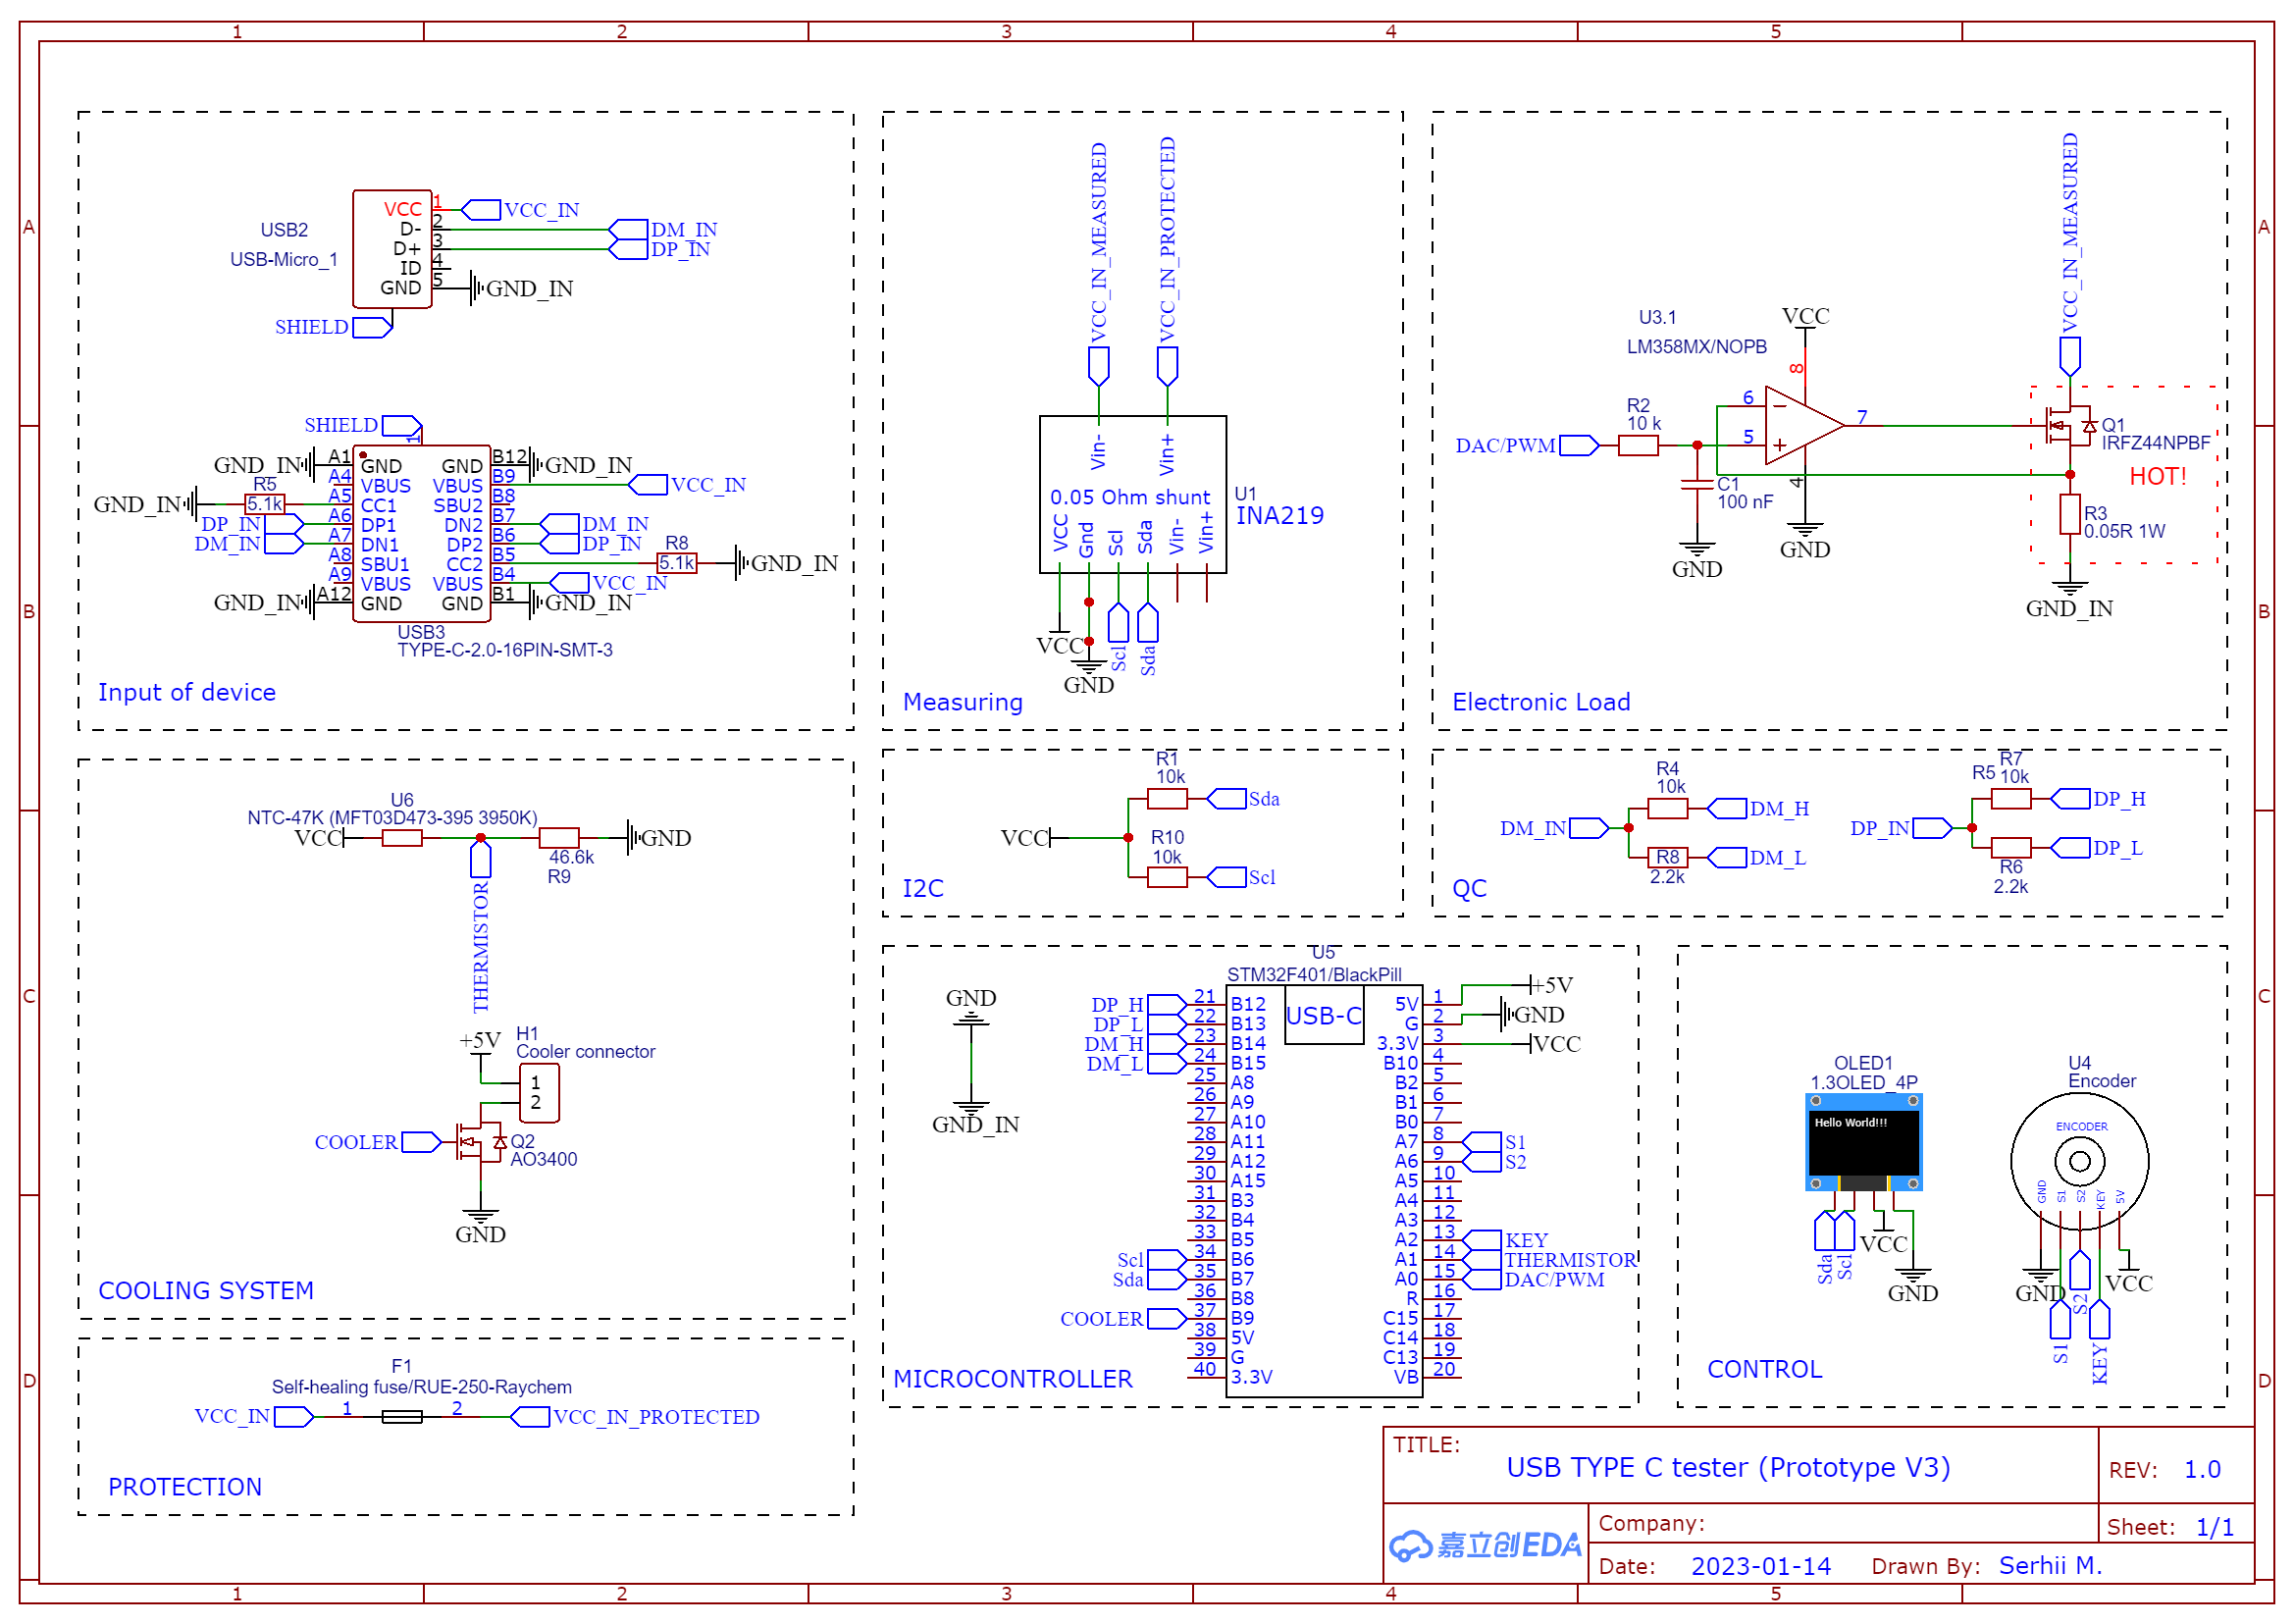 1 2 3 4 5
A
B
C
D
A
B
C
D
USB2
USB-Micro_1
VCC 1 VCC_IN
D- 2 DM_IN
D+ 3 DP_IN
ID 4
GND 5 GND_IN
SHIELD
SHIELD
1
GND_IN A1 GND GND B12 GND_IN
A4 VBUS VBUS B9 VCC_IN
GND_IN R5 5.1k A5 CC1 SBU2 B8
DP_IN A6 DP1 DN2 B7 DM_IN
DM_IN A7 DN1 DP2 B6 DP_IN
A8 SBU1 CC2 B5 R8 5.1k GND_IN
A9 VBUS VBUS B4 VCC_IN
GND_IN A12 GND GND B1 GND_IN
USB3
TYPE-C-2.0-16PIN-SMT-3
Input of device
VCC_IN_MEASURED
VCC_IN_PROTECTED
Vin-
Vin+
0.05 Ohm shunt
U1
INA219
VCC Gnd Scl Sda Vin- Vin+
VCC
GND
Scl
Sda
Measuring
VCC_IN_MEASURED
U3.1
LM358MX/NOPB
VCC
8
6
5
7
4
R2
10 k
DAC/PWM
C1
100 nF
GND
GND
Q1
IRFZ44NPBF
HOT!
R3
0.05R 1W
GND_IN
Electronic Load
U6
NTC-47K (MFT03D473-395 3950K)
VCC
GND
46.6k
R9
THERMISTOR
+5V
H1
Cooler connector
1
2
COOLER
Q2
AO3400
GND
COOLING SYSTEM
R1
10k
Sda
VCC
R10
10k
Scl
I2C
R4
10k
DM_IN
DM_H
R8
DM_L
2.2k
R7
R5 10k
DP_IN
DP_H
DP_L
R6
2.2k
QC
U5
STM32F401/BlackPill
USB-C
GND
GND_IN
DP_H 21 B12 5V 1 +5V
DP_L 22 B13 G 2 GND
DM_H 23 B14 3.3V 3 VCC
DM_L 24 B15 B10 4
25 A8 B2 5
26 A9 B1 6
27 A10 B0 7
28 A11 A7 8 S1
29 A12 A6 9 S2
30 A15 A5 10
31 B3 A4 11
32 B4 A3 12
33 B5 A2 13 KEY
Scl 34 B6 A1 14 THERMISTOR
Sda 35 B7 A0 15 DAC/PWM
36 B8 R 16
COOLER 37 B9 C15 17
38 5V C14 18
39 G C13 19
40 3.3V VB 20
MICROCONTROLLER
OLED1
1.3OLED_4P
Hello World!!!
Sda
Scl
VCC
GND
U4
Encoder
ENCODER
GND S1 S2 KEY 5V
GND
S1
S2
KEY
VCC
CONTROL
F1
Self-healing fuse/RUE-250-Raychem
VCC_IN 1 2 VCC_IN_PROTECTED
PROTECTION
TITLE:
USB TYPE C tester (Prototype V3)
REV: 1.0
嘉立创EDA
Company:
Sheet: 1/1
Date: 2023-01-14 Drawn By: Serhii M.
1 2 3 4 5